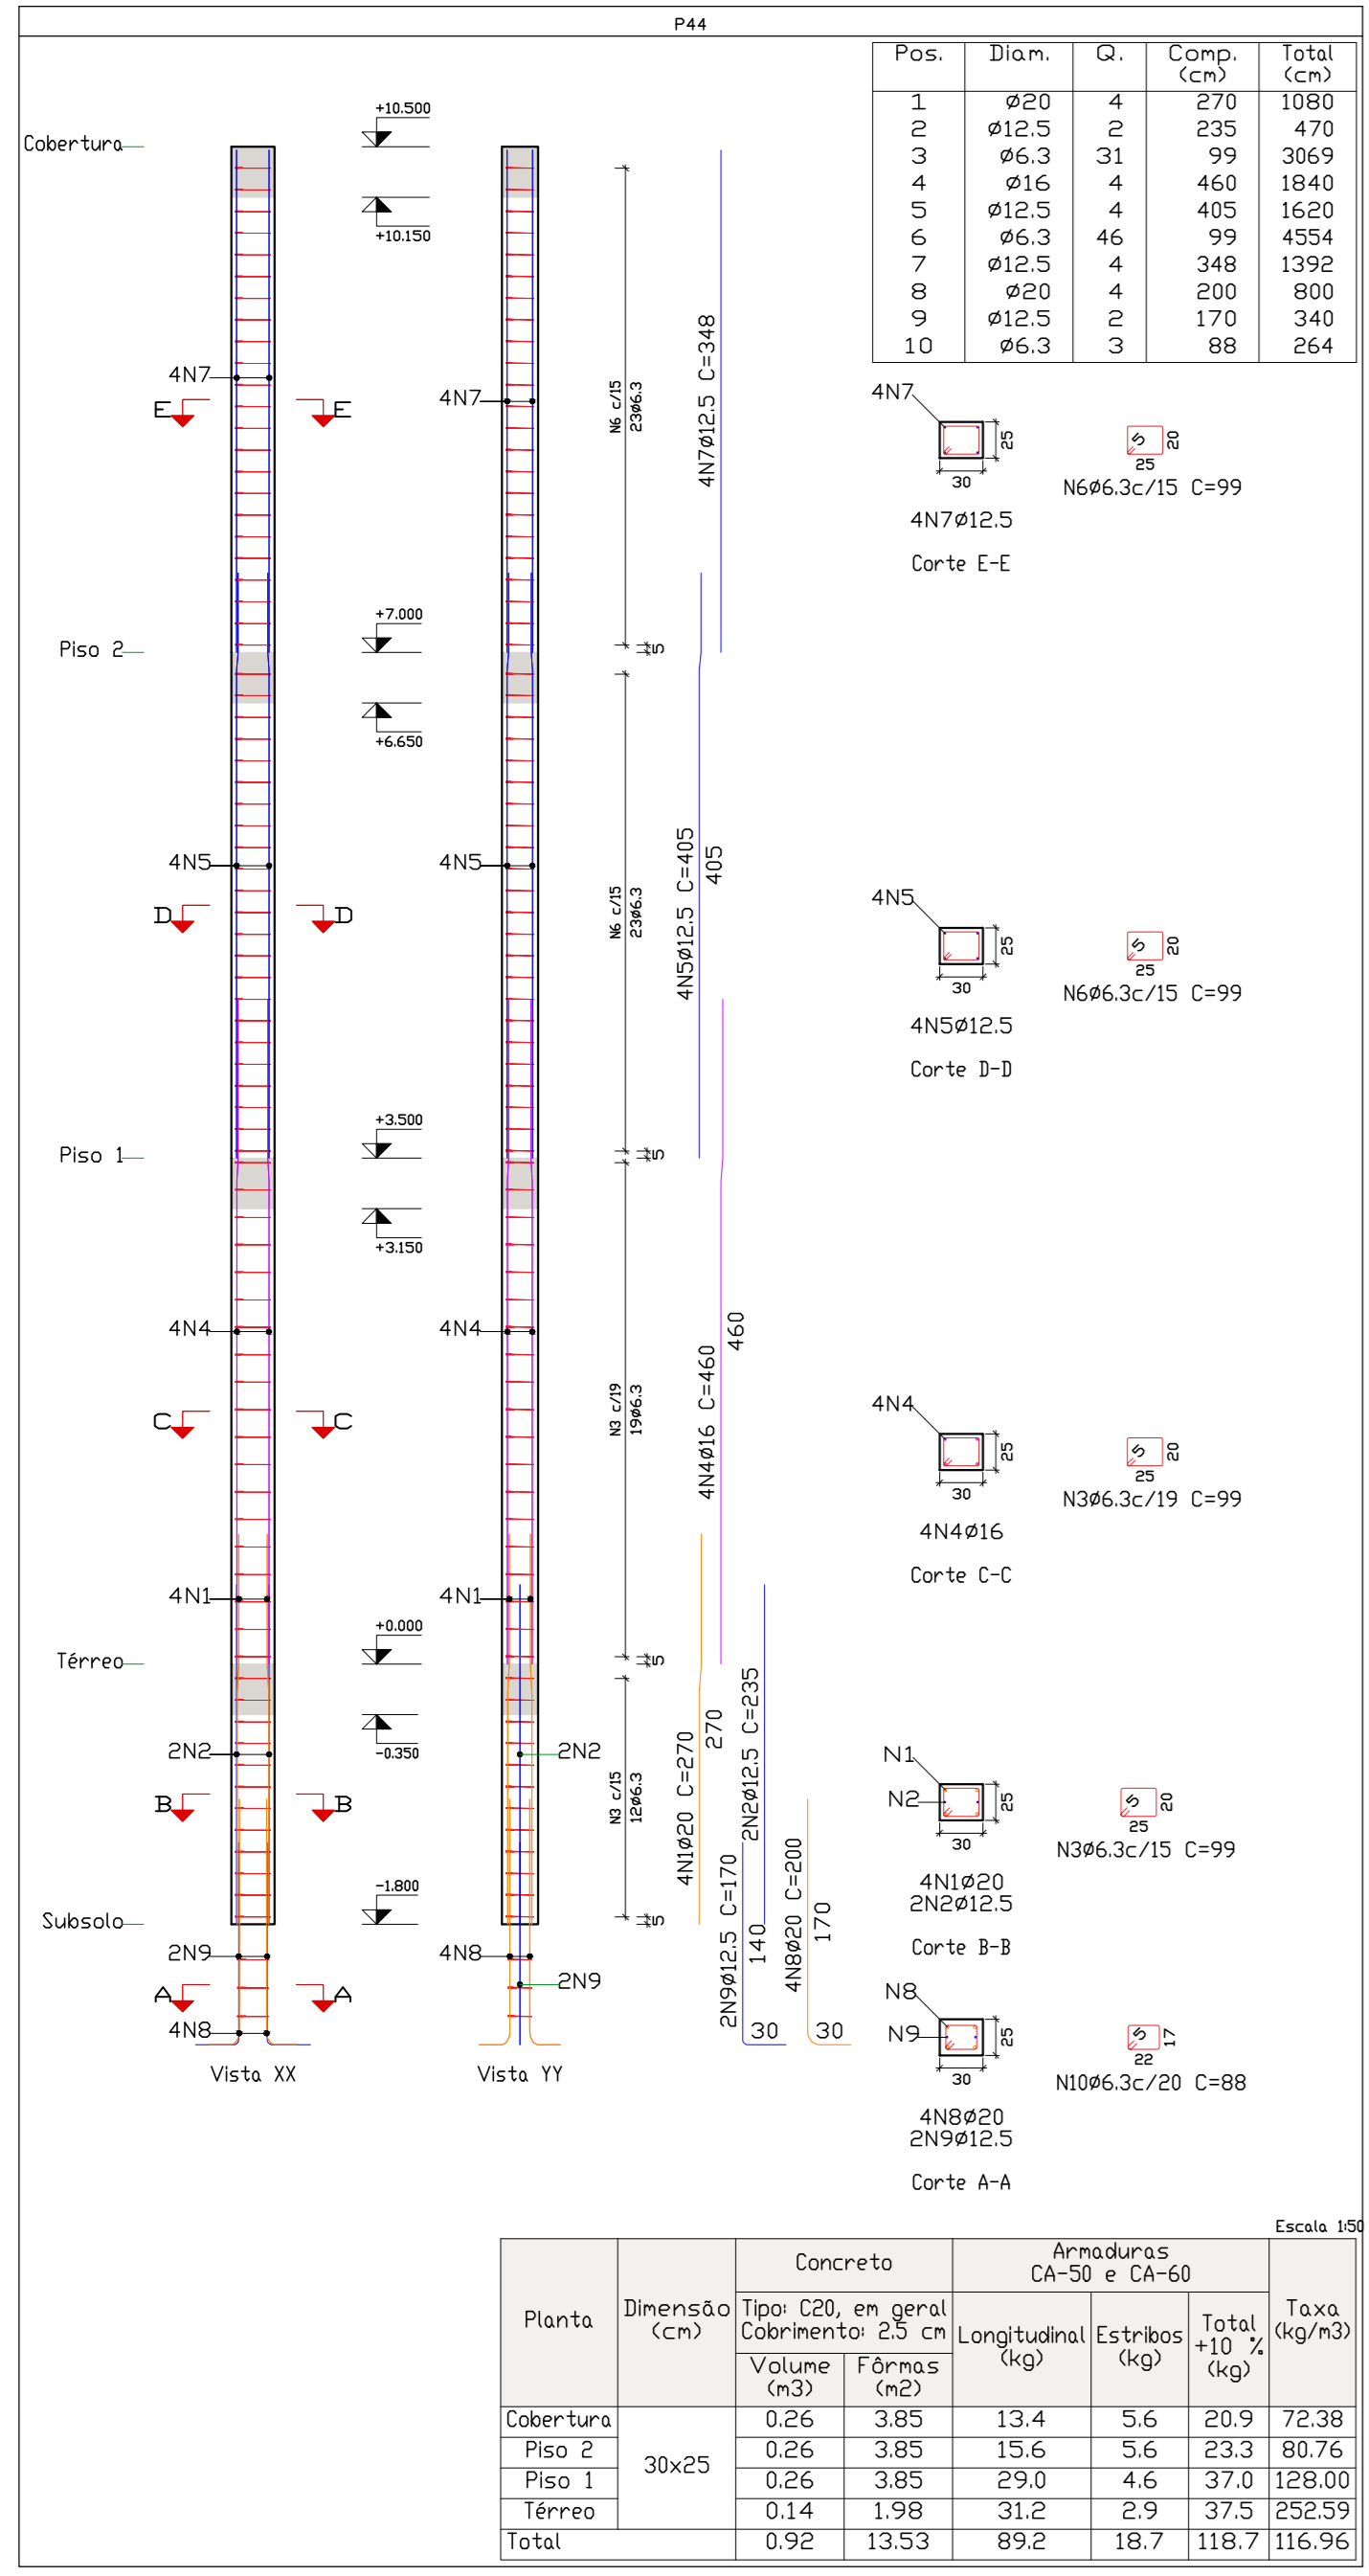 P44
Pos. Diam. Q. Comp. (cm) Total (cm)
1 ø20 4 270 1080
2 ø12.5 2 235 470
3 ø6.3 31 99 3069
4 ø16 4 460 1840
5 ø12.5 4 405 1620
6 ø6.3 46 99 4554
7 ø12.5 4 348 1392
8 ø20 4 200 800
9 ø12.5 2 170 340
10 ø6.3 3 88 264
Cobertura
+10.500
+10.150
4N7
E E
4N7
N6 c/15
23ø6.3
4N7ø12.5 C=348
4N7
25
30
4N7ø12.5
Corte E-E
5
20
25
N6ø6.3c/15 C=99
Piso 2
+7.000
+6.650
5
4N5
D D
4N5
N6 c/15
23ø6.3
4N5ø12.5 C=405
405
4N5
25
30
4N5ø12.5
Corte D-D
5
20
25
N6ø6.3c/15 C=99
Piso 1
+3.500
+3.150
5
4N4
C C
4N4
N3 c/19
19ø6.3
4N4ø16 C=460
460
4N4
25
30
4N4ø16
Corte C-C
5
20
25
N3ø6.3c/19 C=99
4N1
4N1
Térreo
+0.000
-0.350
5
2N2
2N2
B B
N3 c/15
12ø6.3
4N1ø20 C=270
270
2N2ø12.5 C=235
N1
N2
25
30
4N1ø20
2N2ø12.5
Corte B-B
5
20
25
N3ø6.3c/15 C=99
Subsolo
-1.800
5
2N9
4N8
2N9
A A
4N8
2N9ø12.5 C=170
140
30
4N8ø20 C=200
170
30
Vista XX
Vista YY
N8
N9
25
30
4N8ø20
2N9ø12.5
Corte A-A
5
17
22
N10ø6.3c/20 C=88
Escala 1:50
Planta
Dimensão
(cm)
Concreto
Tipo: C20, em geral
Cobrimento: 2.5 cm
Volume
(m3)
Fôrmas
(m2)
Armaduras
CA-50 e CA-60
Longitudinal
(kg)
Estribos
(kg)
Total
+10 %
(kg)
Taxa
(kg/m3)
Cobertura 30x25 0.26 3.85 13.4 5.6 20.9 72.38
Piso 2 0.26 3.85 15.6 5.6 23.3 80.76
Piso 1 0.26 3.85 29.0 4.6 37.0 128.00
Térreo 0.14 1.98 31.2 2.9 37.5 252.59
Total 0.92 13.53 89.2 18.7 118.7 116.96